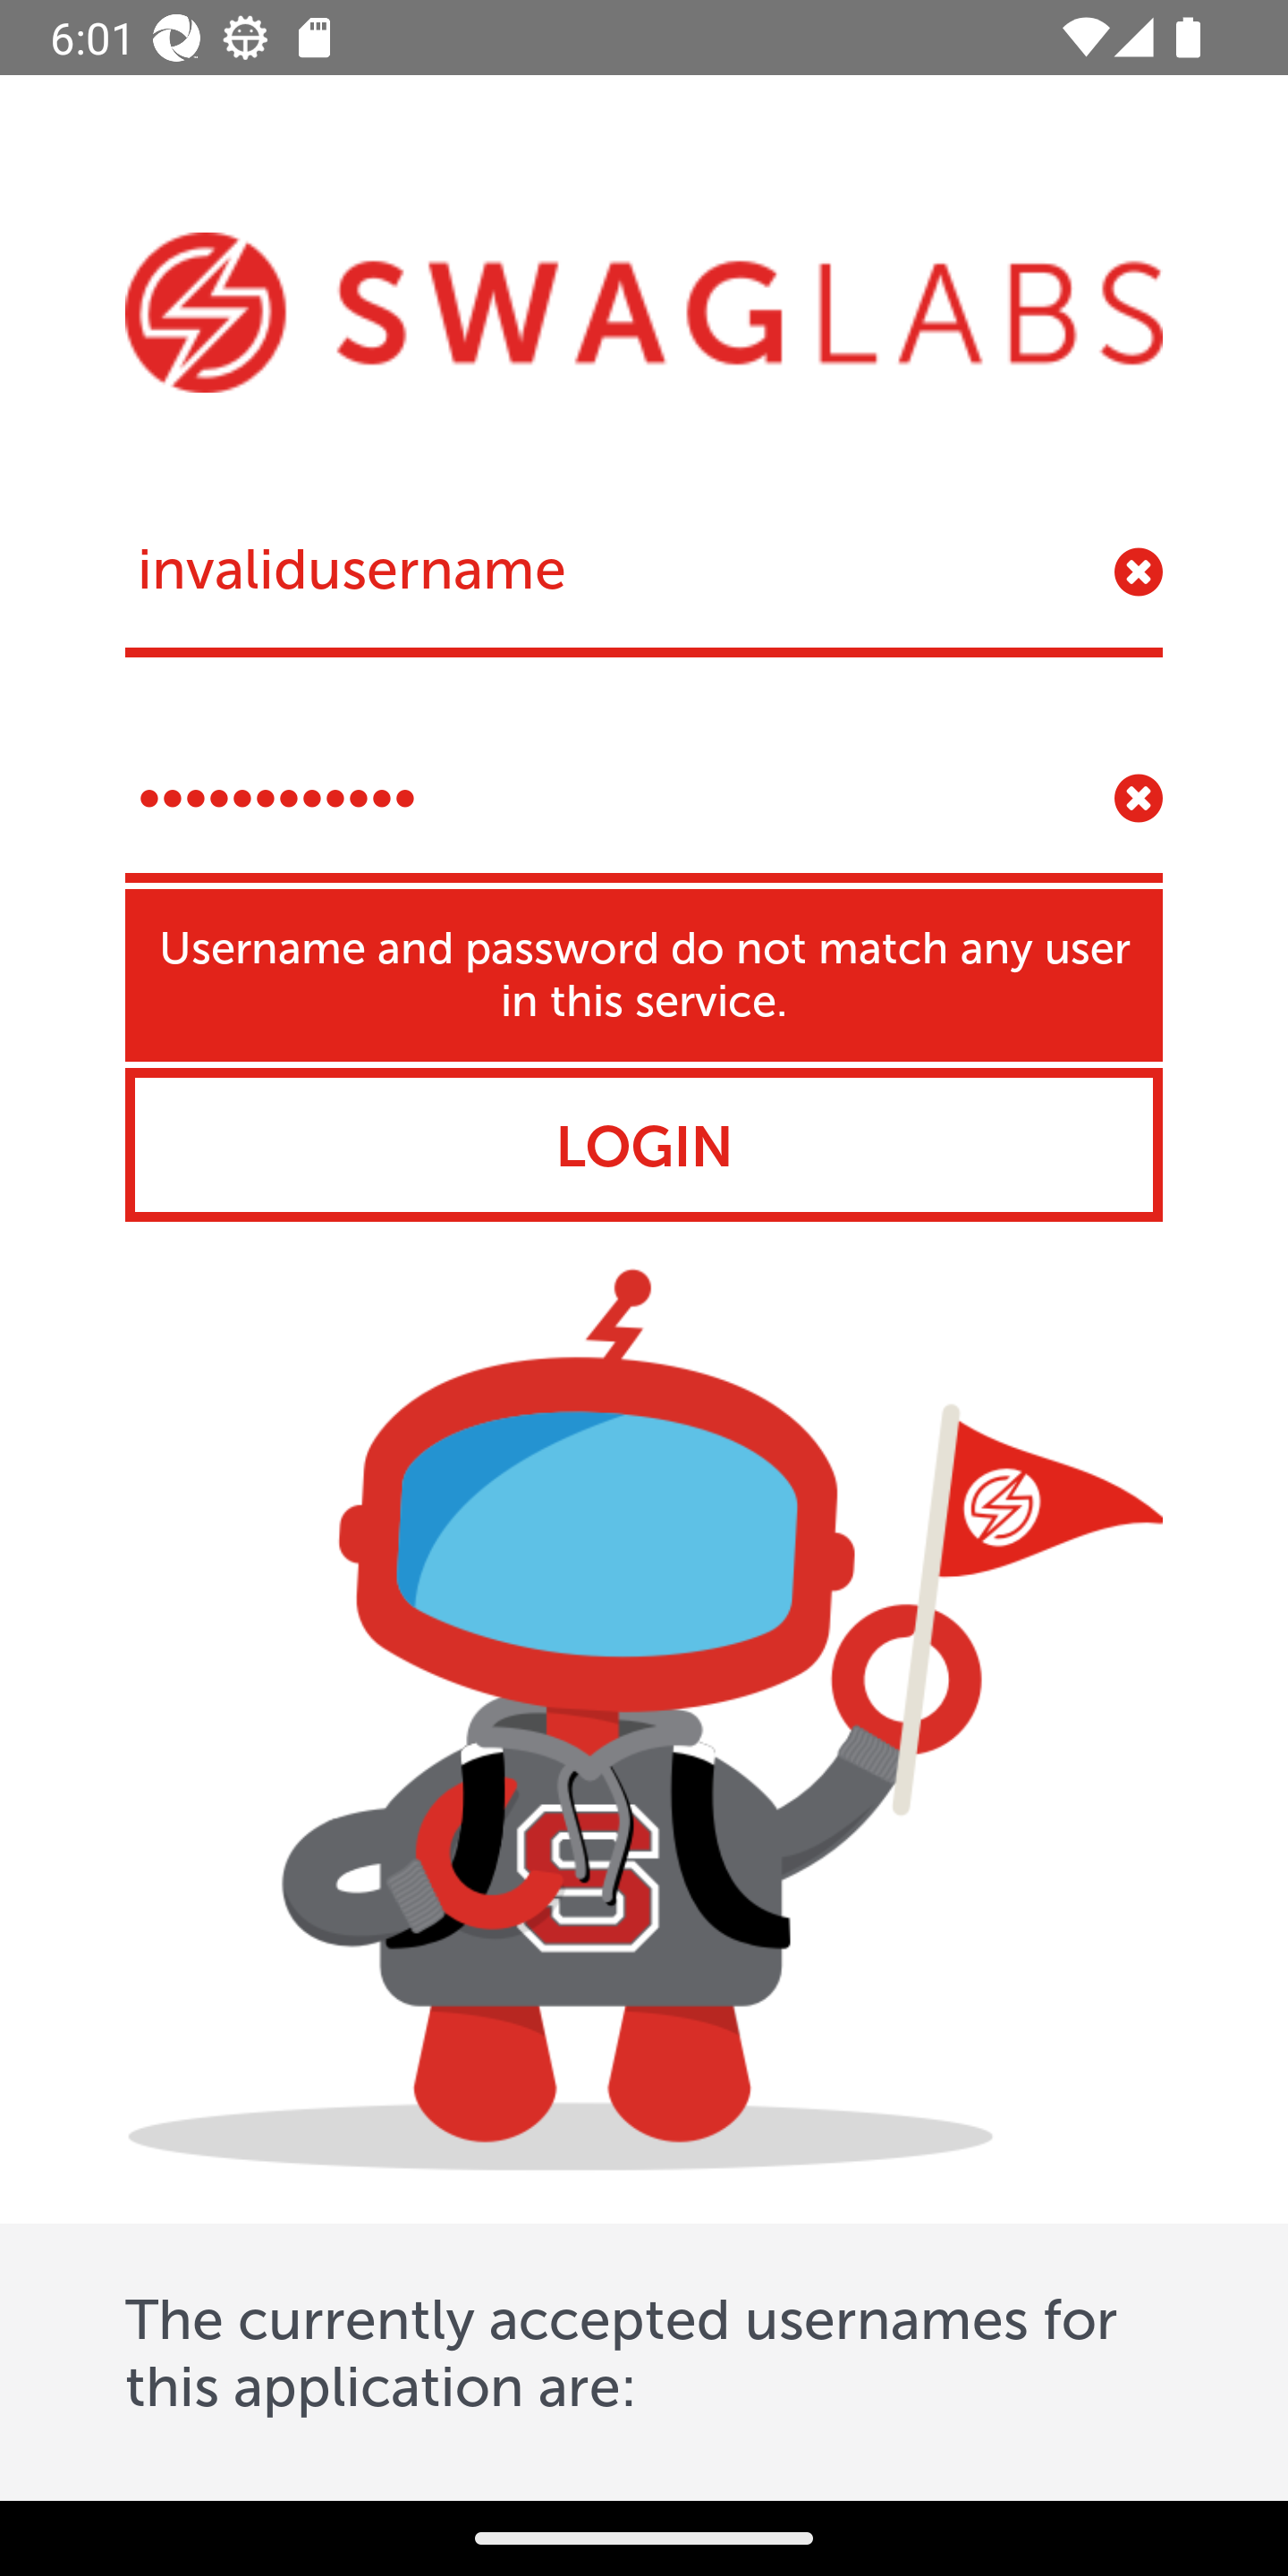 6:01
SWAGLABS
invalidusername
••••••••••••
Username and password do not match any user
in this service.
LOGIN
S
The currently accepted usernames for
this application are: